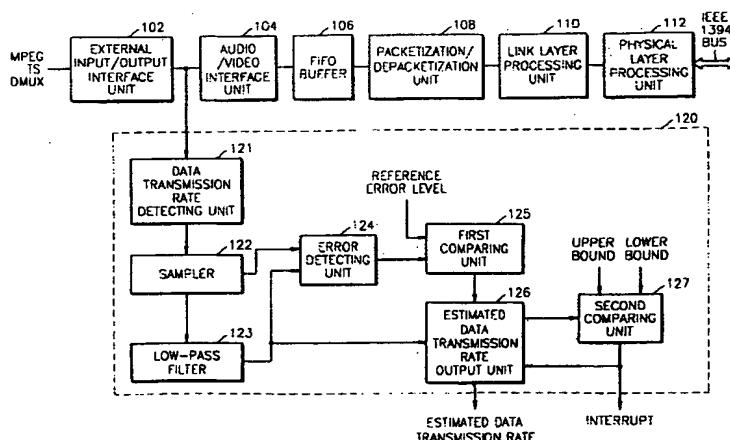 102
EXTERNAL
INPUT/OUTPUT
INTERFACE
UNIT
104
AUDIO
/VIDEO
INTERFACE
UNIT
106
FIFO
BUFFER
108
PACKETIZATION/
DEPACKETIZATION
UNIT
110
LINK LAYER
PROCESSING
UNIT
112
PHYSICAL
LAYER
PROCESSING
UNIT
IEEE
1394
BUS
MPEG
TS
DMUX
120
121
DATA
TRANSMISSION
RATE
DETECTING UNIT
122
SAMPLER
123
LOW-PASS
FILTER
124
ERROR
DETECTING
UNIT
REFERENCE
ERROR LEVEL
125
FIRST
COMPARING
UNIT
126
ESTIMATED
DATA
TRANSMISSION
RATE
OUTPUT UNIT
UPPER
BOUND
LOWER
BOUND
127
SECOND
COMPARING
UNIT
ESTIMATED DATA
TRANSMISSION RATE
INTERRUPT